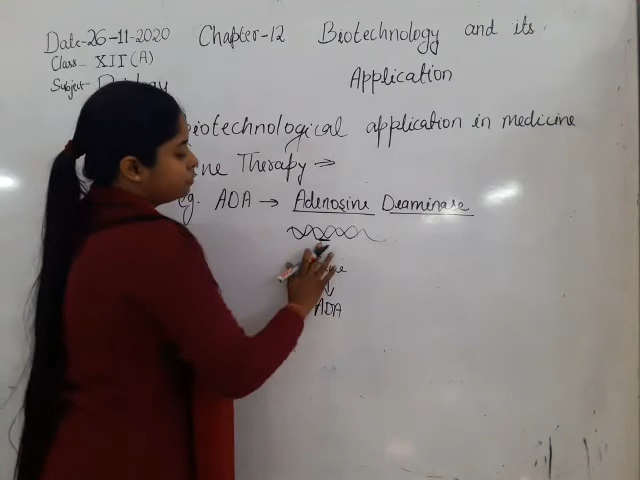 Date-26-11-2020 Chapter-12 Biotechnology and its
Class- XII (A)
Application
Subject-
Biotechnological application in medicine
Therapy →
eg. ADA → Adenosine Deaminase
↓
ADA